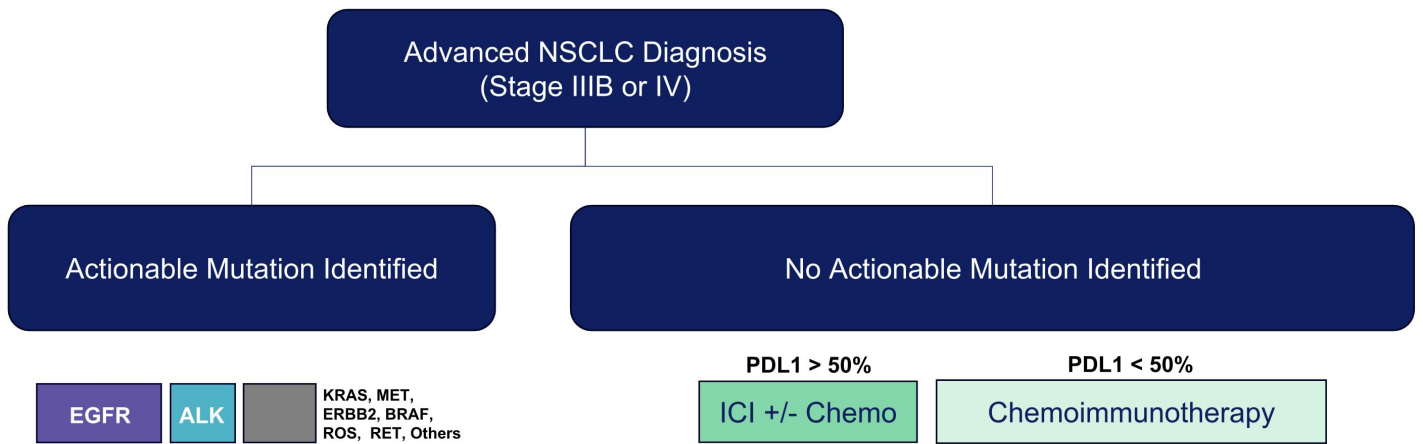 Advanced NSCLC Diagnosis
(Stage IIIB or IV)
Actionable Mutation Identified
No Actionable Mutation Identified
EGFR
ALK
KRAS, MET,
ERBB2, BRAF,
ROS, RET, Others
PDL1 > 50%
ICI +/- Chemo
PDL1 < 50%
Chemoimmunotherapy